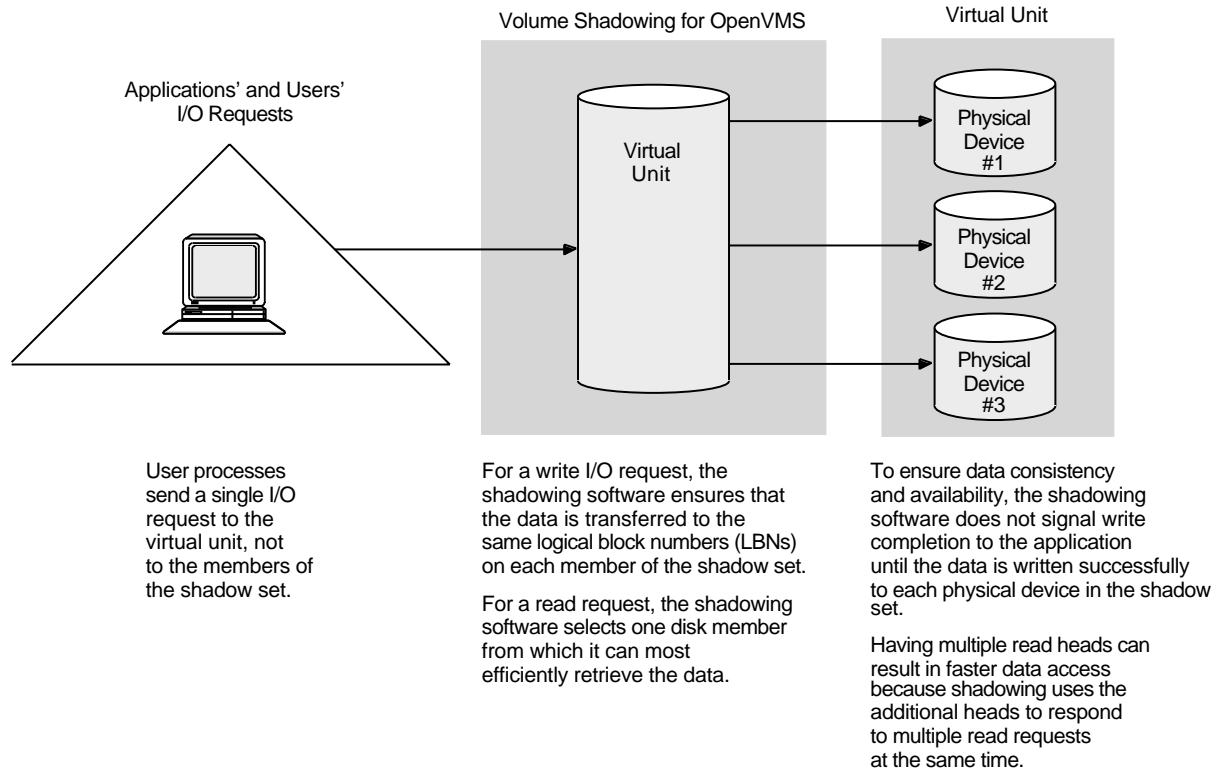 Volume Shadowing for OpenVMS
Virtual Unit
Applications’ and Users’
I/O Requests
Virtual
Unit
Physical
Device
#1
Physical
Device
#2
Physical
Device
#3
User processes
send a single I/O
request to the
virtual unit, not
to the members of
the shadow set.
For a write I/O request, the
shadowing software ensures that
the data is transferred to the
same logical block numbers (LBNs)
on each member of the shadow set.
For a read request, the shadowing
software selects one disk member
from which it can most
efficiently retrieve the data.
To ensure data consistency
and availability, the shadowing
software does not signal write
completion to the application
until the data is written successfully
to each physical device in the shadow
set.
Having multiple read heads can
result in faster data access
because shadowing uses the
additional heads to respond
to multiple read requests
at the same time.